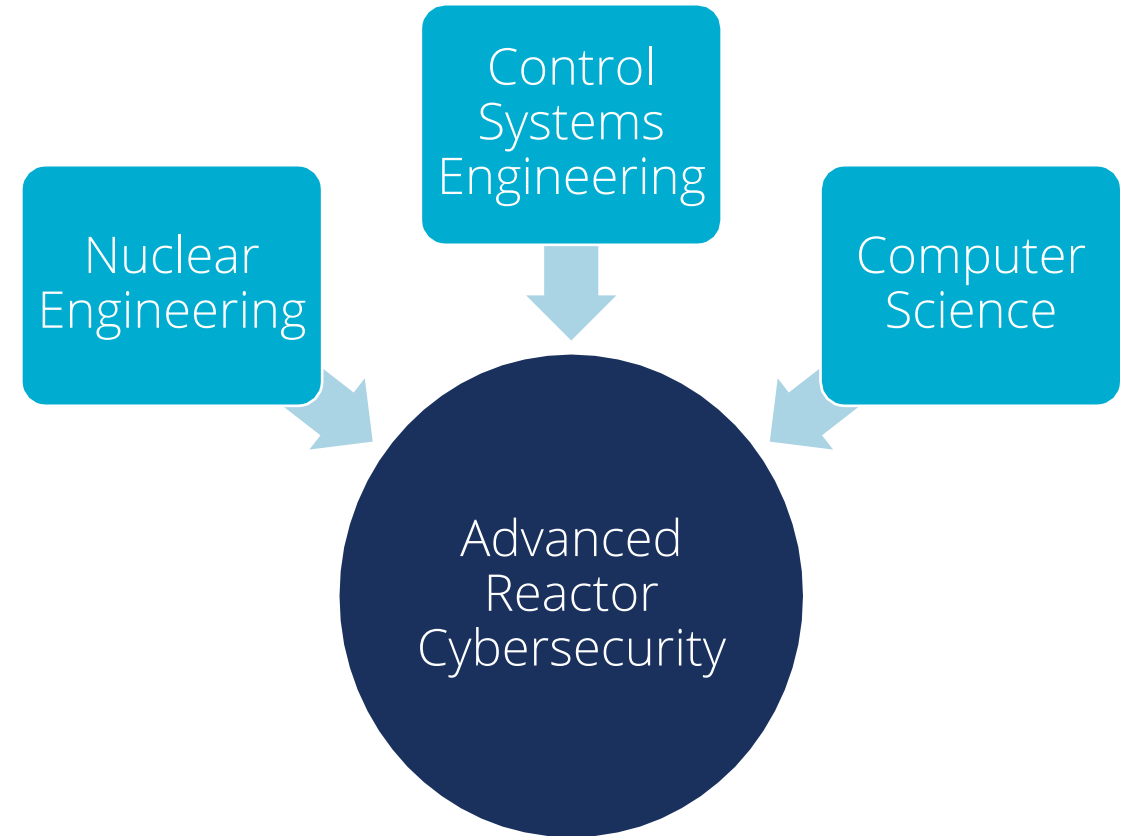 Control
Systems
Engineering
Nuclear
Engineering
Computer
Science
Advanced
Reactor
Cybersecurity